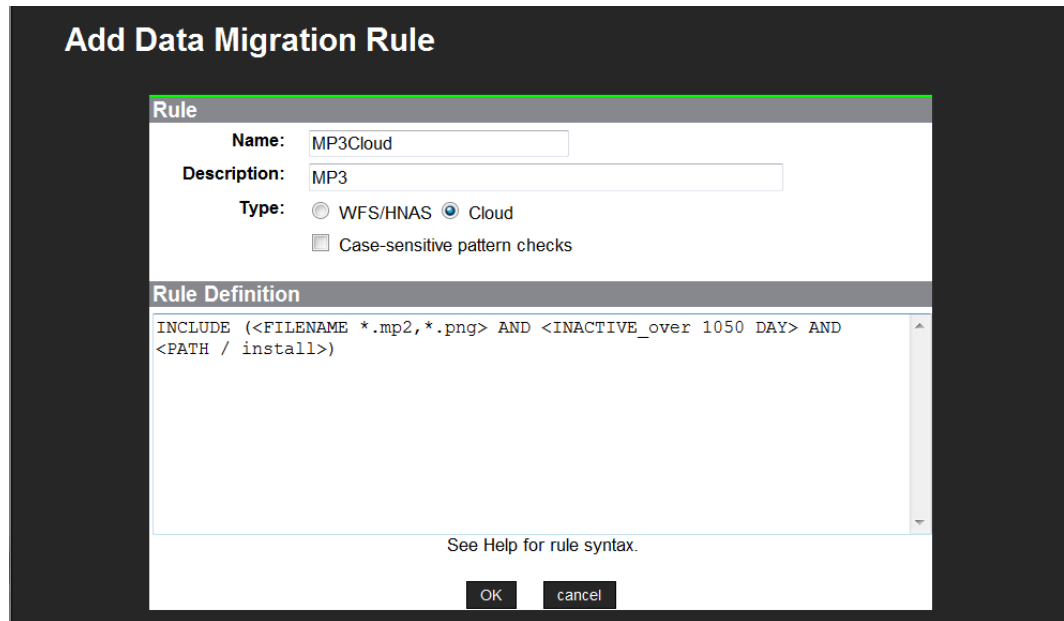 Add Data Migration Rule
Rule
Name: MP3Cloud
Description: MP3
Type: WFS/HNAS Cloud
Case-sensitive pattern checks
Rule Definition
INCLUDE (<FILENAME *.mp2,*.png> AND <INACTIVE_over 1050 DAY> AND
<PATH / install>)
See Help for rule syntax.
OK cancel